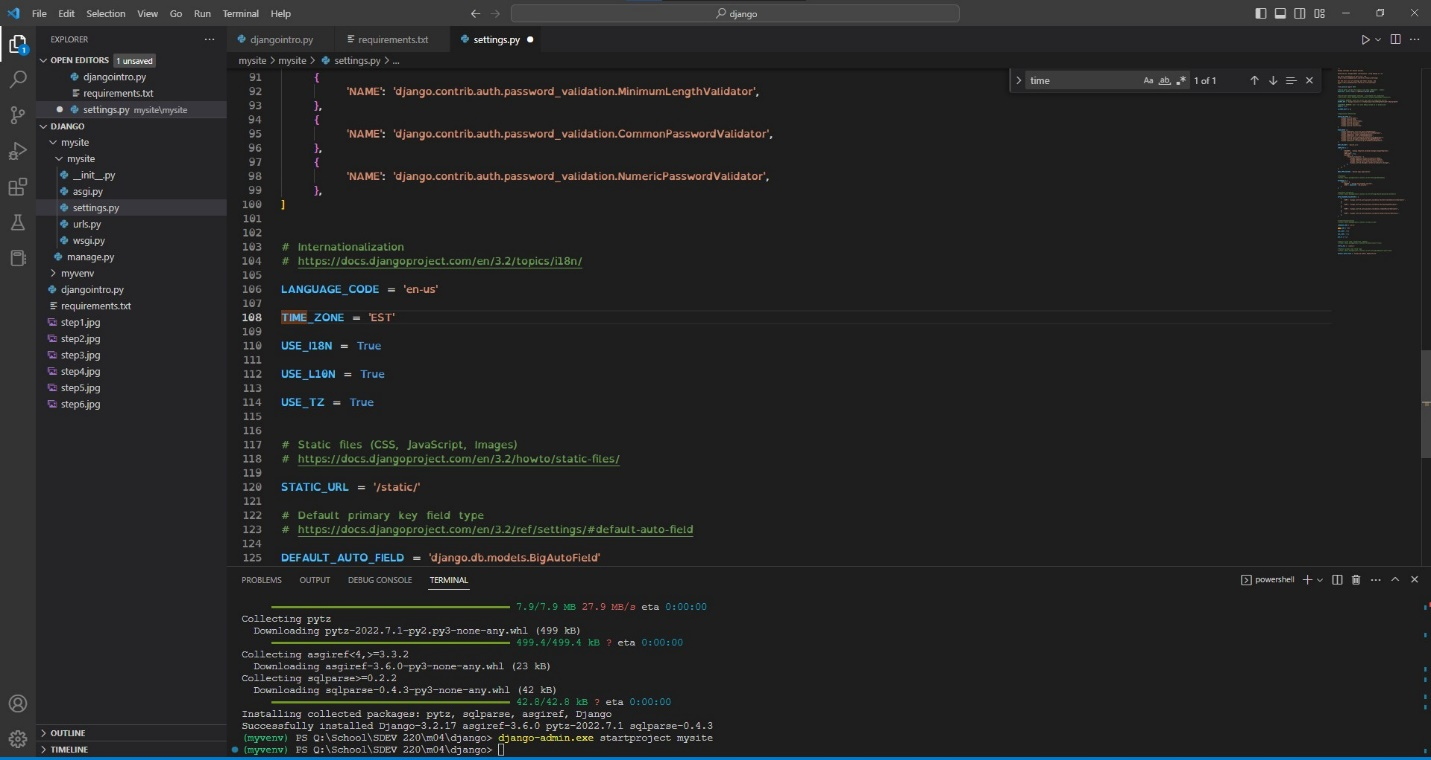 File Edit Selection View Go Run Terminal Help
django
EXPLORER
OPEN EDITORS 1 unsaved
djangointro.py
requirements.txt
settings.py mysite\mysite
DJANGO
mysite
mysite
__init__.py
asgi.py
settings.py
urls.py
wsgi.py
manage.py
myvenv
djangointro.py
requirements.txt
step1.jpg
step2.jpg
step3.jpg
step4.jpg
step5.jpg
step6.jpg
OUTLINE
TIMELINE
1
djangointro.py requirements.txt settings.py
mysite > mysite > settings.py > ...
time Aa ab 1 of 1
91 {
92 'NAME': 'django.contrib.auth.password_validation.MinimumLengthValidator',
93 },
94 {
95 'NAME': 'django.contrib.auth.password_validation.CommonPasswordValidator',
96 },
97 {
98 'NAME': 'django.contrib.auth.password_validation.NumericPasswordValidator',
99 },
100 ]
101
102
103 # Internationalization
104 # https://docs.djangoproject.com/en/3.2/topics/i18n/
105
106 LANGUAGE_CODE = 'en-us'
107
108 TIME_ZONE = 'EST'
109
110 USE_I18N = True
111
112 USE_L10N = True
113
114 USE_TZ = True
115
116
117 # Static files (CSS, JavaScript, Images)
118 # https://docs.djangoproject.com/en/3.2/howto/static-files/
119
120 STATIC_URL = '/static/'
121
122 # Default primary key field type
123 # https://docs.djangoproject.com/en/3.2/ref/settings/#default-auto-field
124
125 DEFAULT_AUTO_FIELD = 'django.db.models.BigAutoField'
PROBLEMS OUTPUT DEBUG CONSOLE TERMINAL
powershell
7.9/7.9 MB 27.9 MB/s eta 0:00:00
Collecting pytz
Downloading pytz-2022.7.1-py2.py3-none-any.whl (499 kB)
499.4/499.4 kB ? eta 0:00:00
Collecting asgiref<4,>=3.3.2
Downloading asgiref-3.6.0-py3-none-any.whl (23 kB)
Collecting sqlparse>=0.2.2
Downloading sqlparse-0.4.3-py3-none-any.whl (42 kB)
42.8/42.8 kB ? eta 0:00:00
Installing collected packages: pytz, sqlparse, asgiref, Django
Successfully installed Django-3.2.17 asgiref-3.6.0 pytz-2022.7.1 sqlparse-0.4.3
(myvenv) PS Q:\School\SDEV 220\m04\django> django-admin.exe startproject mysite
(myvenv) PS Q:\School\SDEV 220\m04\django>